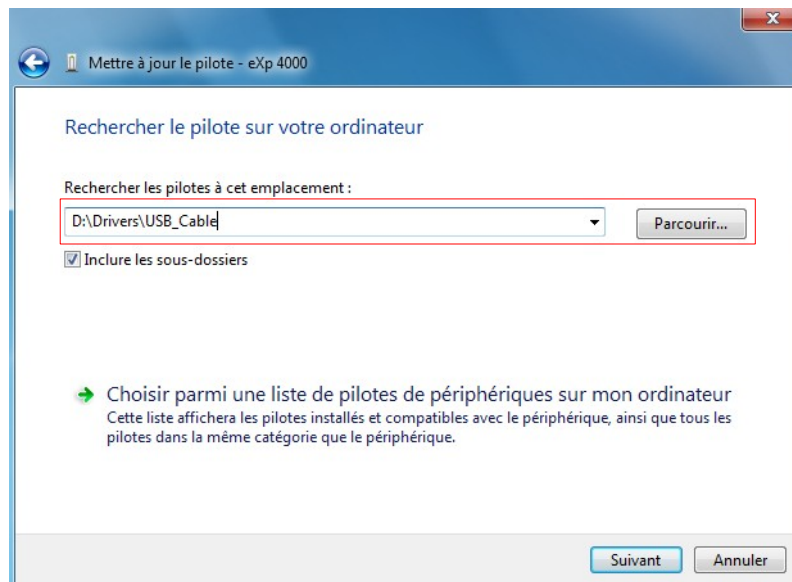 Mettre à jour le pilote - eXp 4000
Rechercher le pilote sur votre ordinateur
Rechercher les pilotes à cet emplacement :
D:\Drivers\USB_Cable
Parcourir...
Inclure les sous-dossiers
Choisir parmi une liste de pilotes de périphériques sur mon ordinateur
Cette liste affichera les pilotes installés et compatibles avec le périphérique, ainsi que tous les
pilotes dans la même catégorie que le périphérique.
Suivant
Annuler